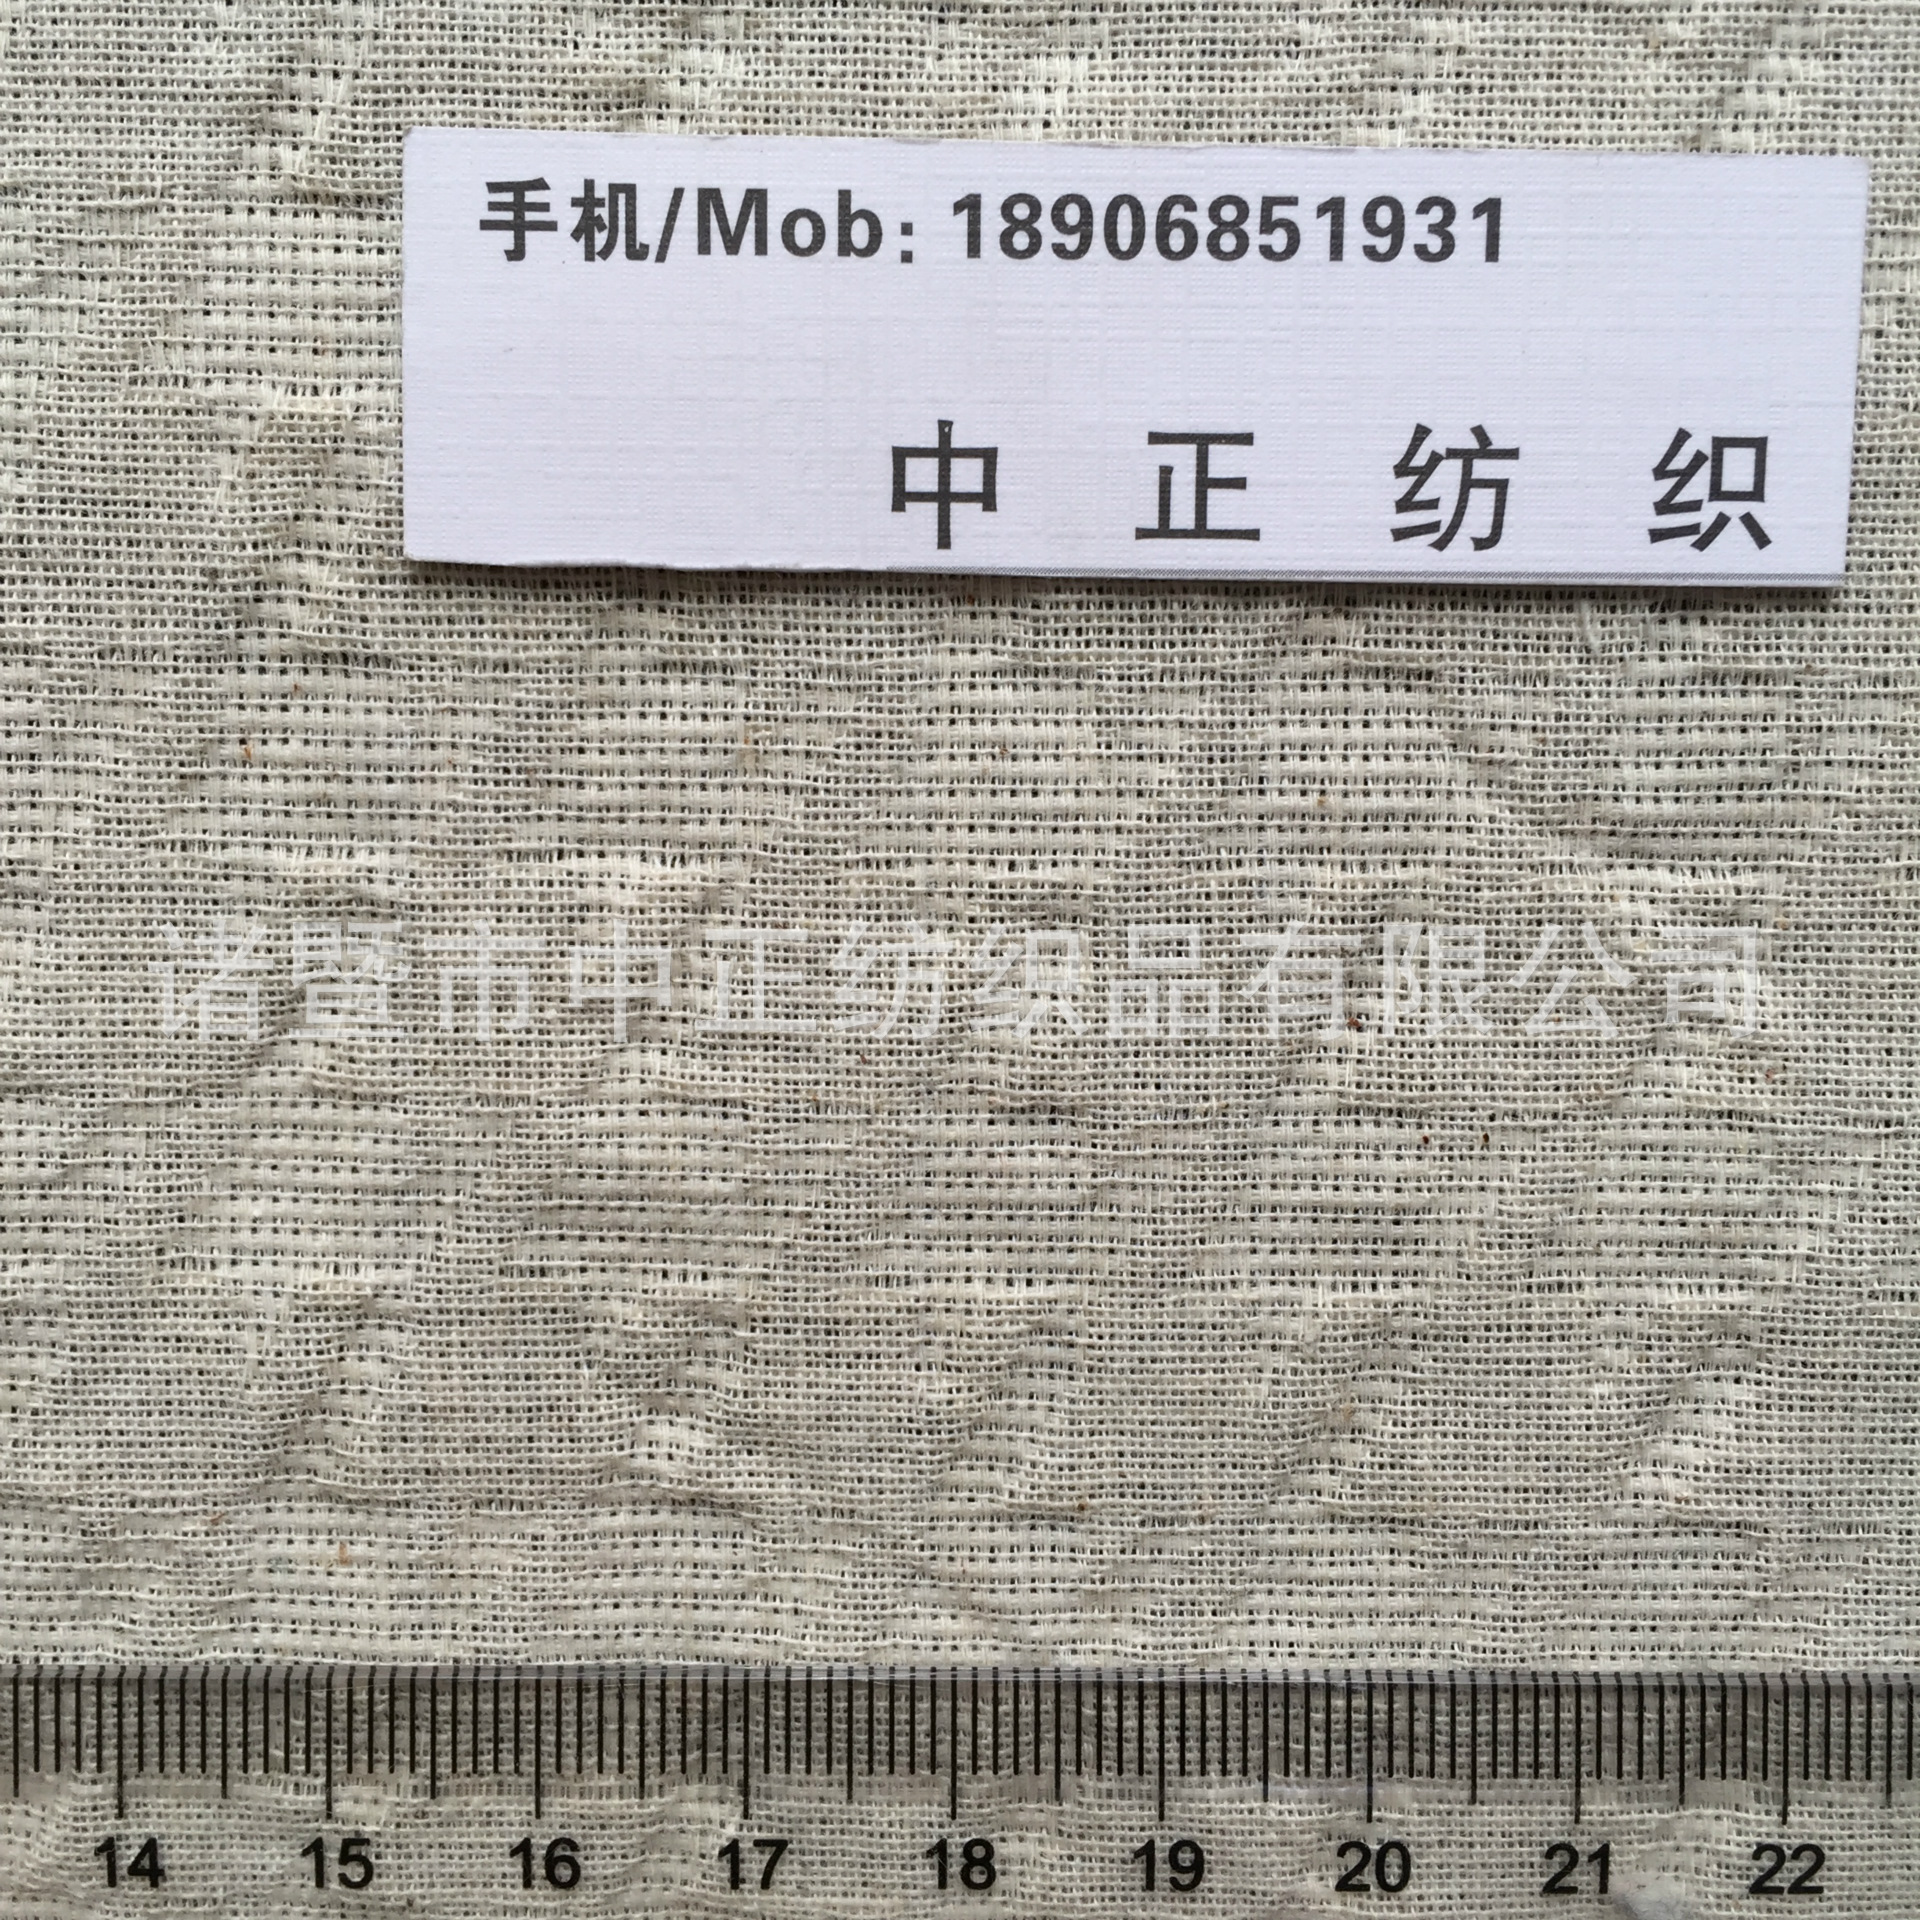 手机/Mob: 18906851931
中正纺织
诸暨市中正纺织品有限公司
14 15 16 17 18 19 20 21 22